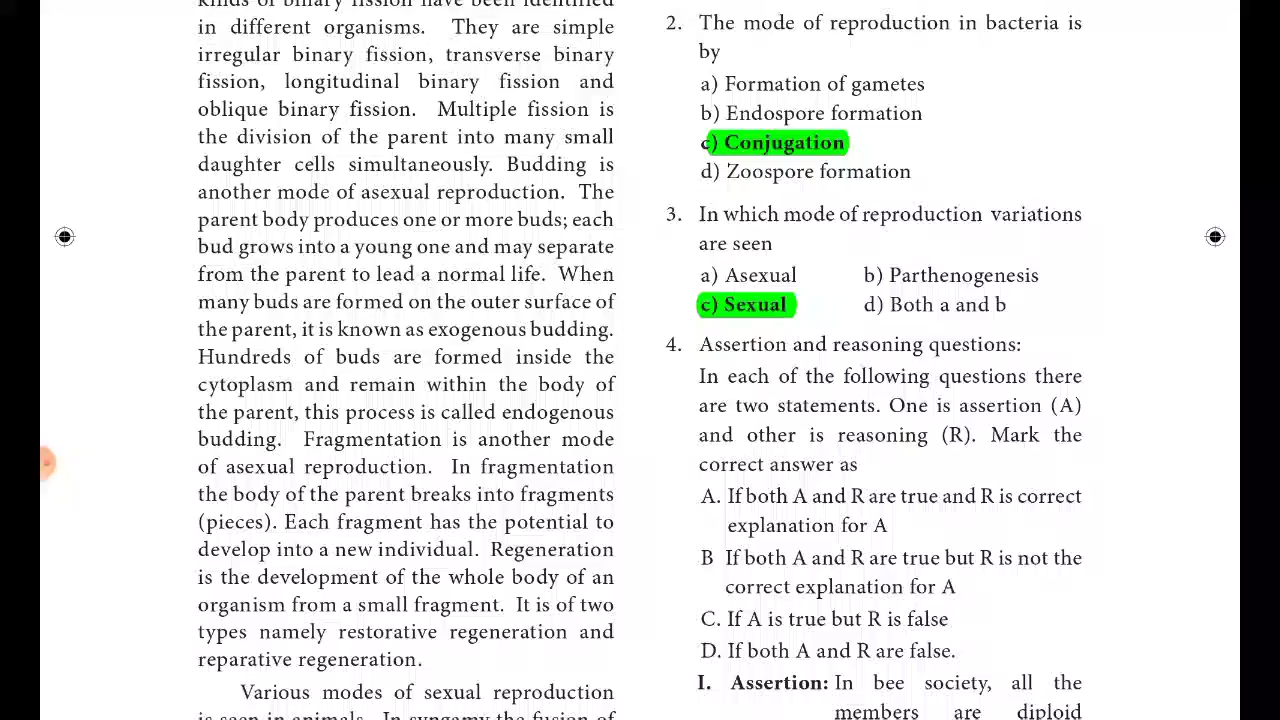 kinds of binary fission have been identified
in different organisms. They are simple
irregular binary fission, transverse binary
fission, longitudinal binary fission and
oblique binary fission. Multiple fission is
the division of the parent into many small
daughter cells simultaneously. Budding is
another mode of asexual reproduction. The
parent body produces one or more buds; each
bud grows into a young one and may separate
from the parent to lead a normal life. When
many buds are formed on the outer surface of
the parent, it is known as exogenous budding.
Hundreds of buds are formed inside the
cytoplasm and remain within the body of
the parent, this process is called endogenous
budding. Fragmentation is another mode
of asexual reproduction. In fragmentation
the body of the parent breaks into fragments
(pieces). Each fragment has the potential to
develop into a new individual. Regeneration
is the development of the whole body of an
organism from a small fragment. It is of two
types namely restorative regeneration and
reparative regeneration.
Various modes of sexual reproduction
is seen in animals. In syngamy the fusion of
2. The mode of reproduction in bacteria is
by
a) Formation of gametes
b) Endospore formation
c) Conjugation
d) Zoospore formation
3. In which mode of reproduction variations
are seen
a) Asexual b) Parthenogenesis
c) Sexual d) Both a and b
4. Assertion and reasoning questions:
In each of the following questions there
are two statements. One is assertion (A)
and other is reasoning (R). Mark the
correct answer as
A. If both A and R are true and R is correct
explanation for A
B If both A and R are true but R is not the
correct explanation for A
C. If A is true but R is false
D. If both A and R are false.
I. Assertion: In bee society, all the
members are diploid